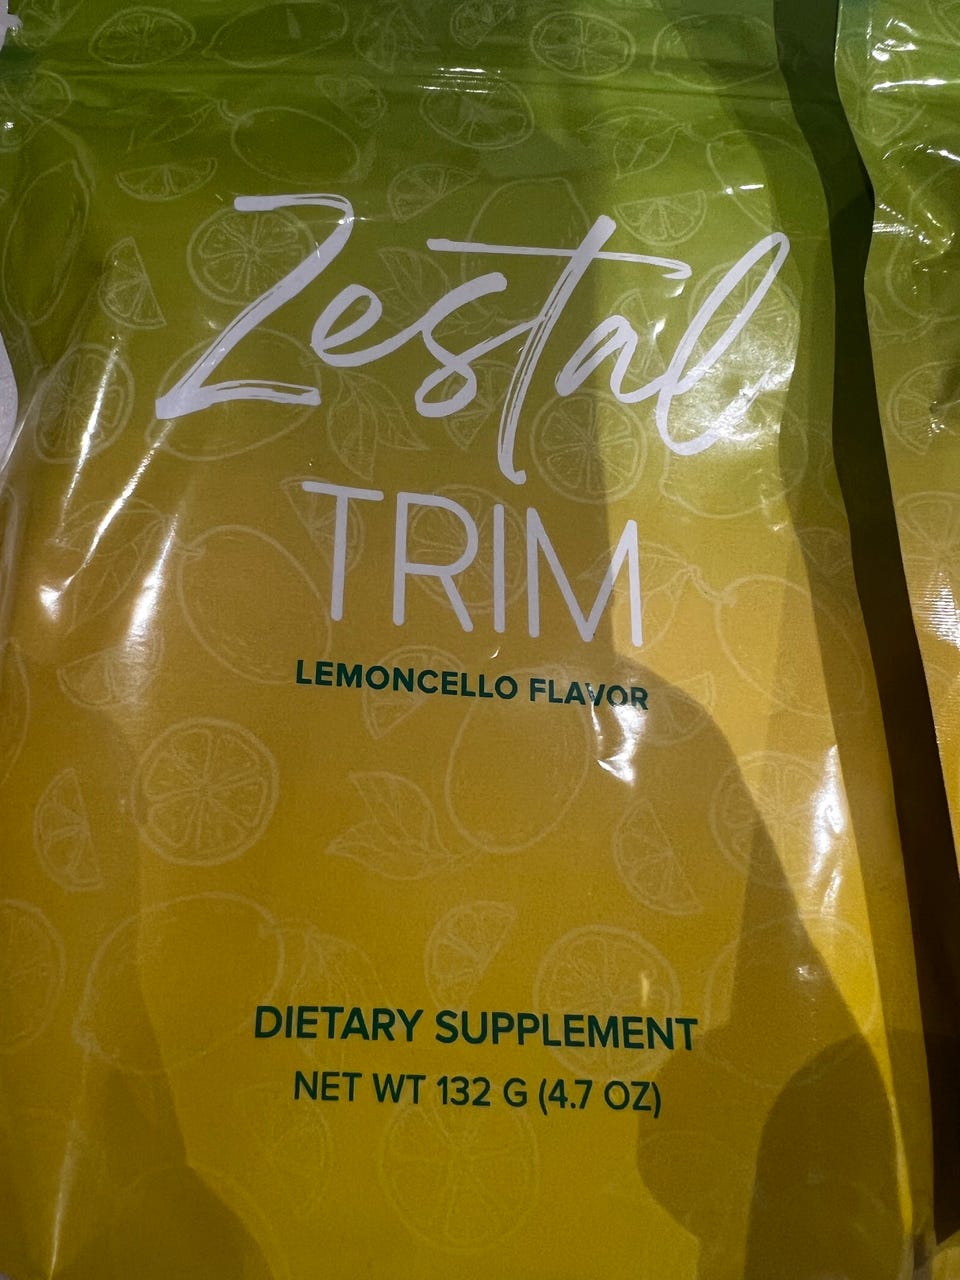 Zestal
TRIM
LEMONCELLO FLAVOR
DIETARY SUPPLEMENT
NET WT 132 G (4.7 OZ)